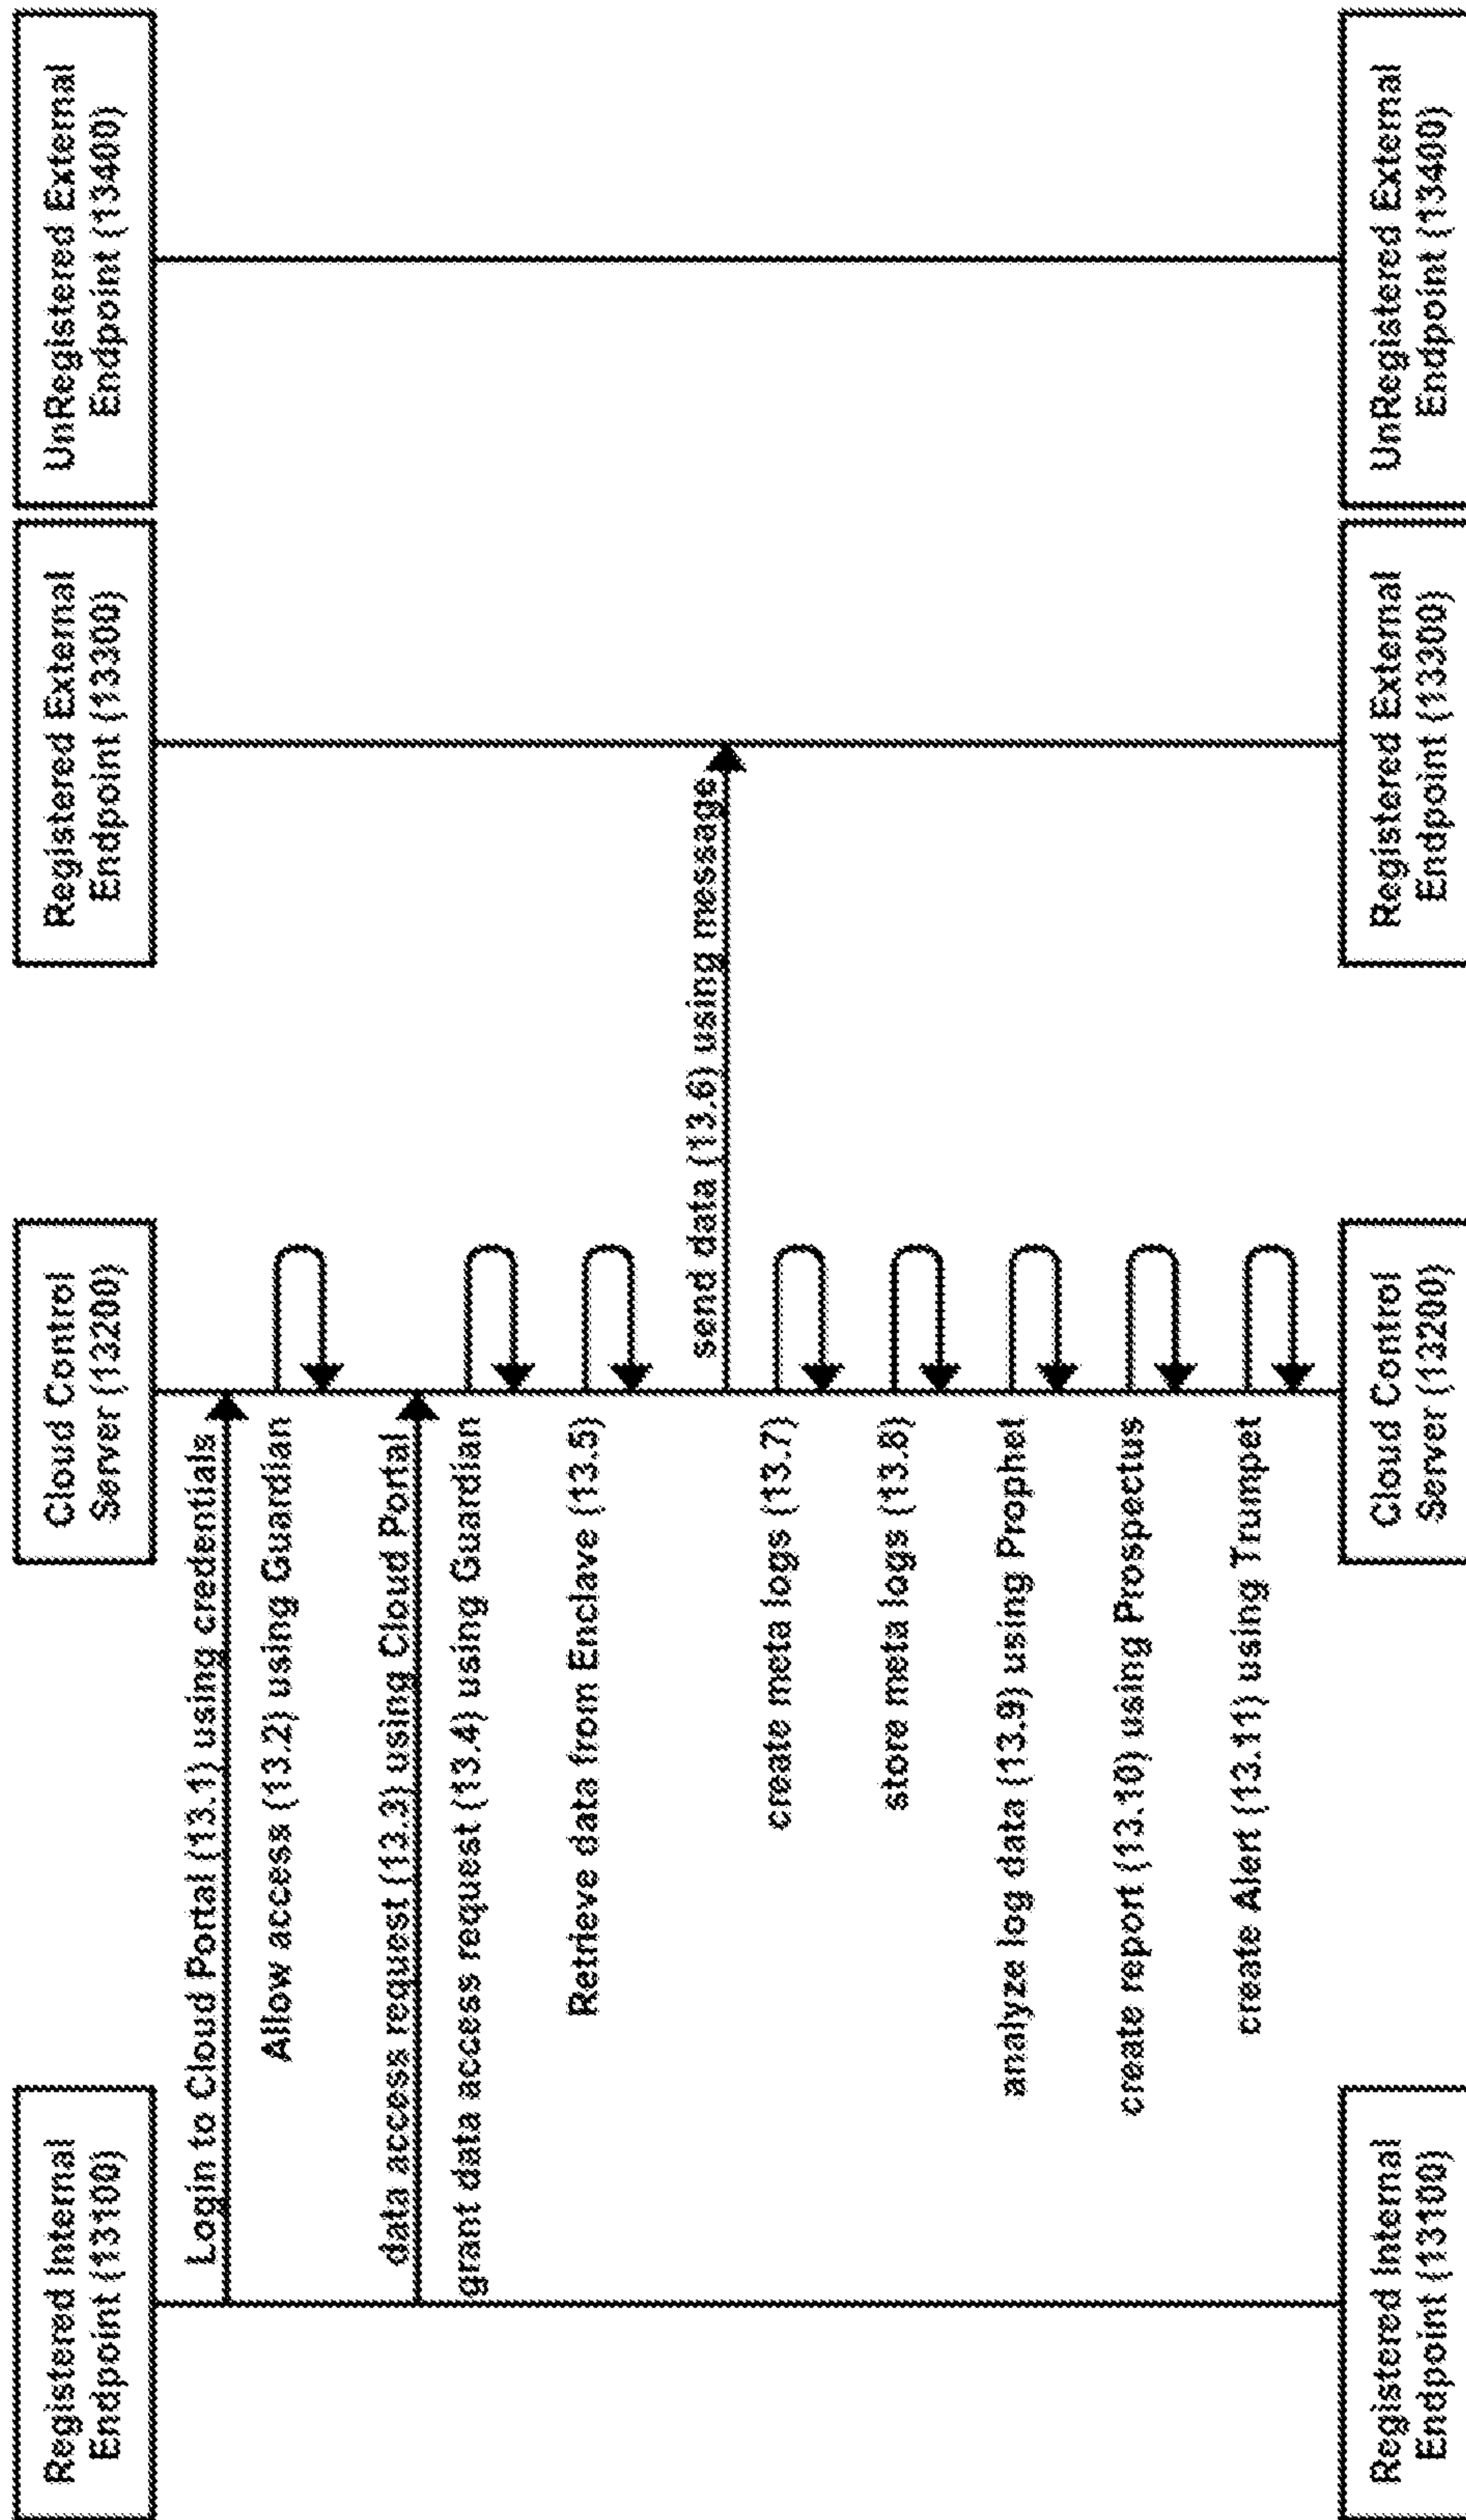 Registered Internal
Endpoint (13100)
Cloud Control
Server (13200)
Registered External
Endpoint (13300)
UnRegistered External
Endpoint (13400)
Login to Cloud Portal (13.1) using credentials
Allow access (13.2) using Guardian
data access request (13.3) using Cloud Portal
grant data access request (13.4) using Guardian
Retrieve data from Enclave (13.5)
send data (13.6) using message
create meta logs (13.7)
store meta logs (13.8)
analyze log data (13.9) using Prophet
create report (13.10) using Prospectus
create Alert (13.11) using Trumpet
Registered Internal
Endpoint (13100)
Cloud Control
Server (13200)
Registered External
Endpoint (13300)
UnRegistered External
Endpoint (13400)